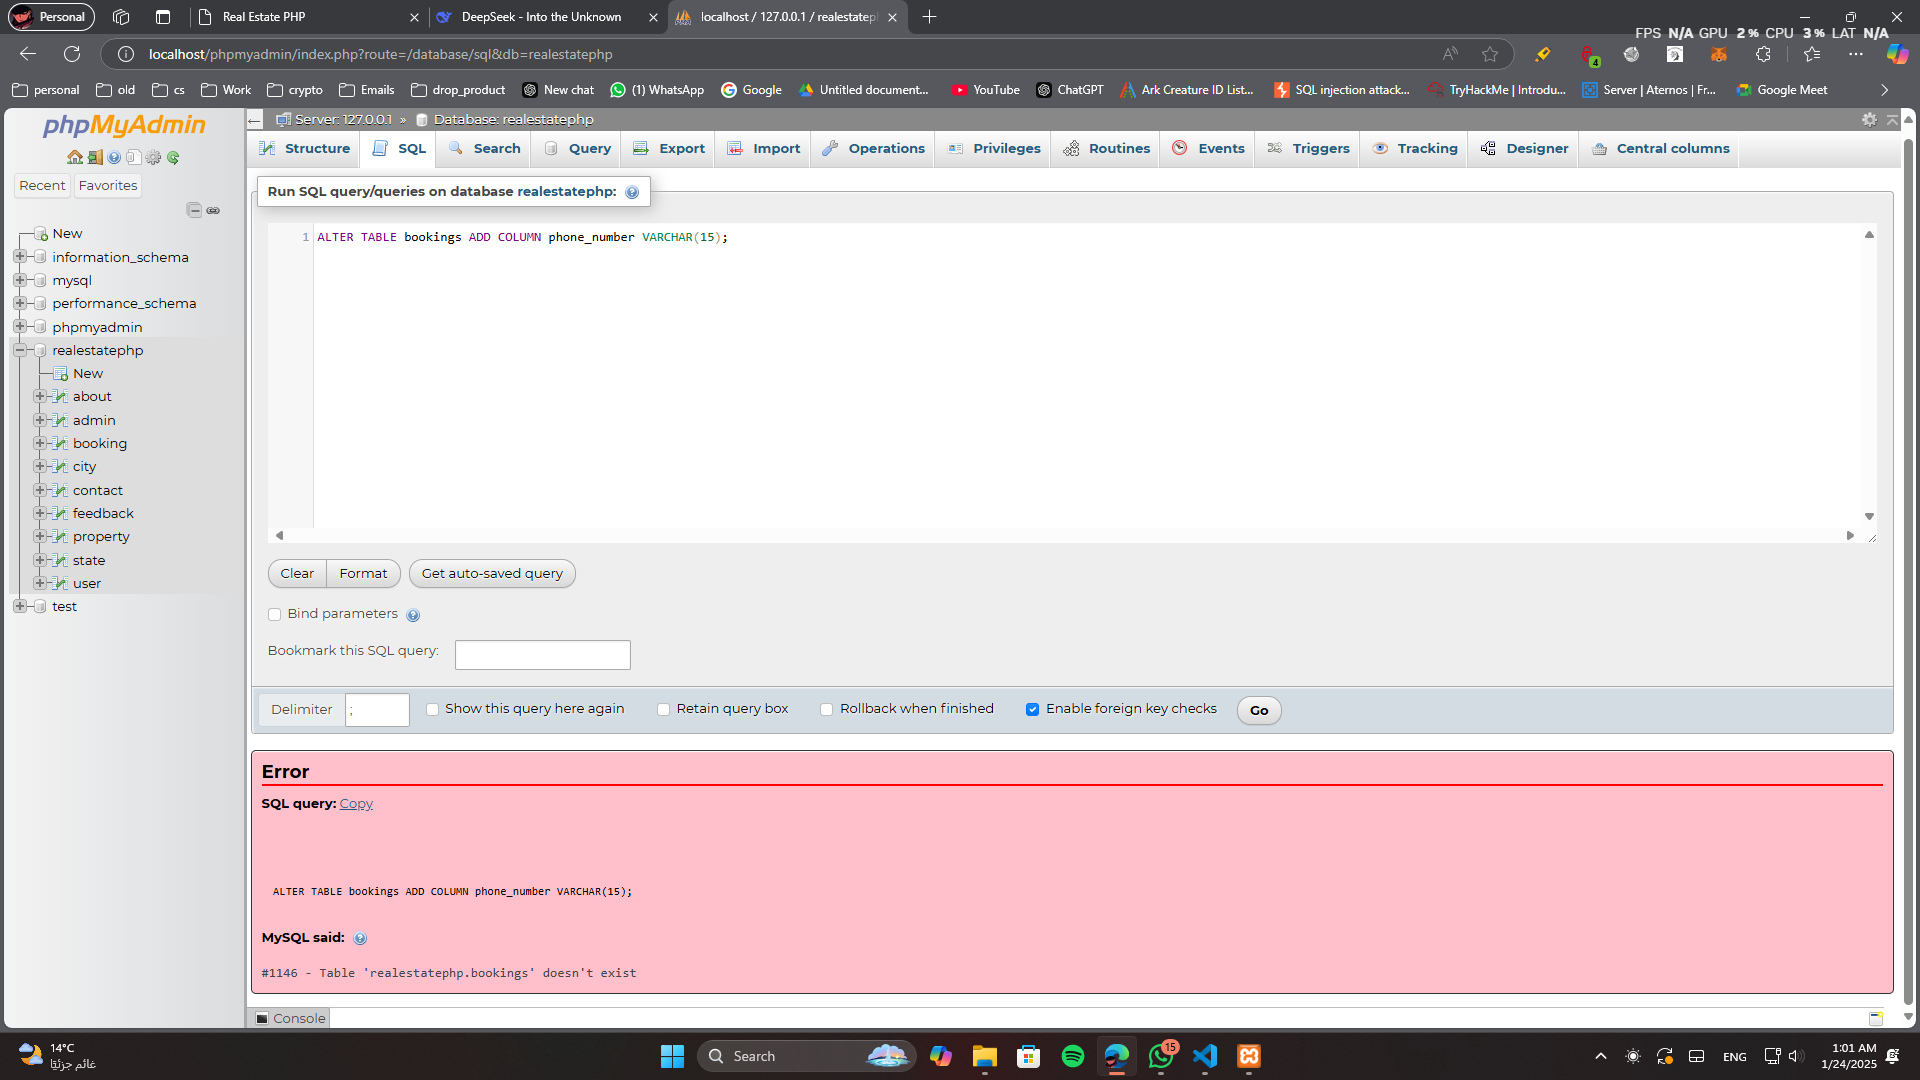 Personal
Real Estate PHP
DeepSeek - Into the Unknown
localhost / 127.0.0.1 / realestatep
FPS N/A GPU 2 % CPU 3 % LAT N/A
localhost/phpmyadmin/index.php?route=/database/sql&db=realestatephp
4
personal
old
cs
Work
crypto
Emails
drop_product
New chat
(1) WhatsApp
Google
Untitled document...
YouTube
ChatGPT
Ark Creature ID List...
SQL injection attack...
TryHackMe | Introdu...
Server | Aternos | Fr...
Google Meet
phpMyAdmin
Recent
Favorites
New
information_schema
mysql
performance_schema
phpmyadmin
realestatephp
New
about
admin
booking
city
contact
feedback
property
state
user
test
Server: 127.0.0.1 » Database: realestatephp
Structure
SQL
Search
Query
Export
Import
Operations
Privileges
Routines
Events
Triggers
Tracking
Designer
Central columns
Run SQL query/queries on database realestatephp:
1 ALTER TABLE bookings ADD COLUMN phone_number VARCHAR(15);
Clear
Format
Get auto-saved query
Bind parameters
Bookmark this SQL query:
Delimiter ;
Show this query here again
Retain query box
Rollback when finished
Enable foreign key checks
Go
Error
SQL query: Copy
ALTER TABLE bookings ADD COLUMN phone_number VARCHAR(15);
MySQL said:
#1146 - Table 'realestatephp.bookings' doesn't exist
Console
14°C
غائم جزئيًا
Search
15
ENG
1:01 AM
1/24/2025